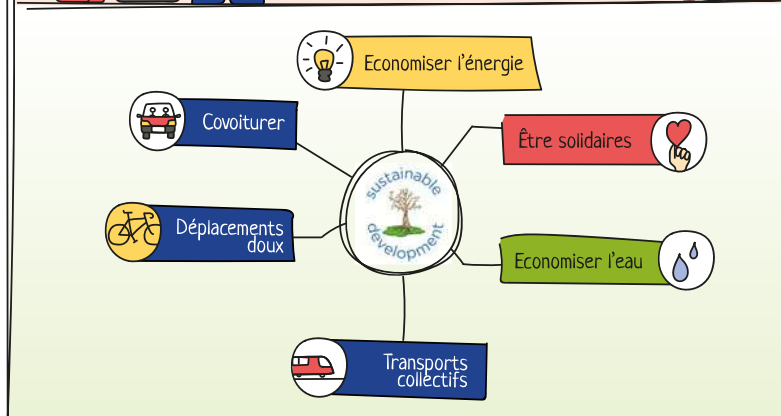 Economiser l'énergie
Covoiturer
Être solidaires
sustainable
development
Déplacements
doux
Economiser l'eau
Transports
collectifs